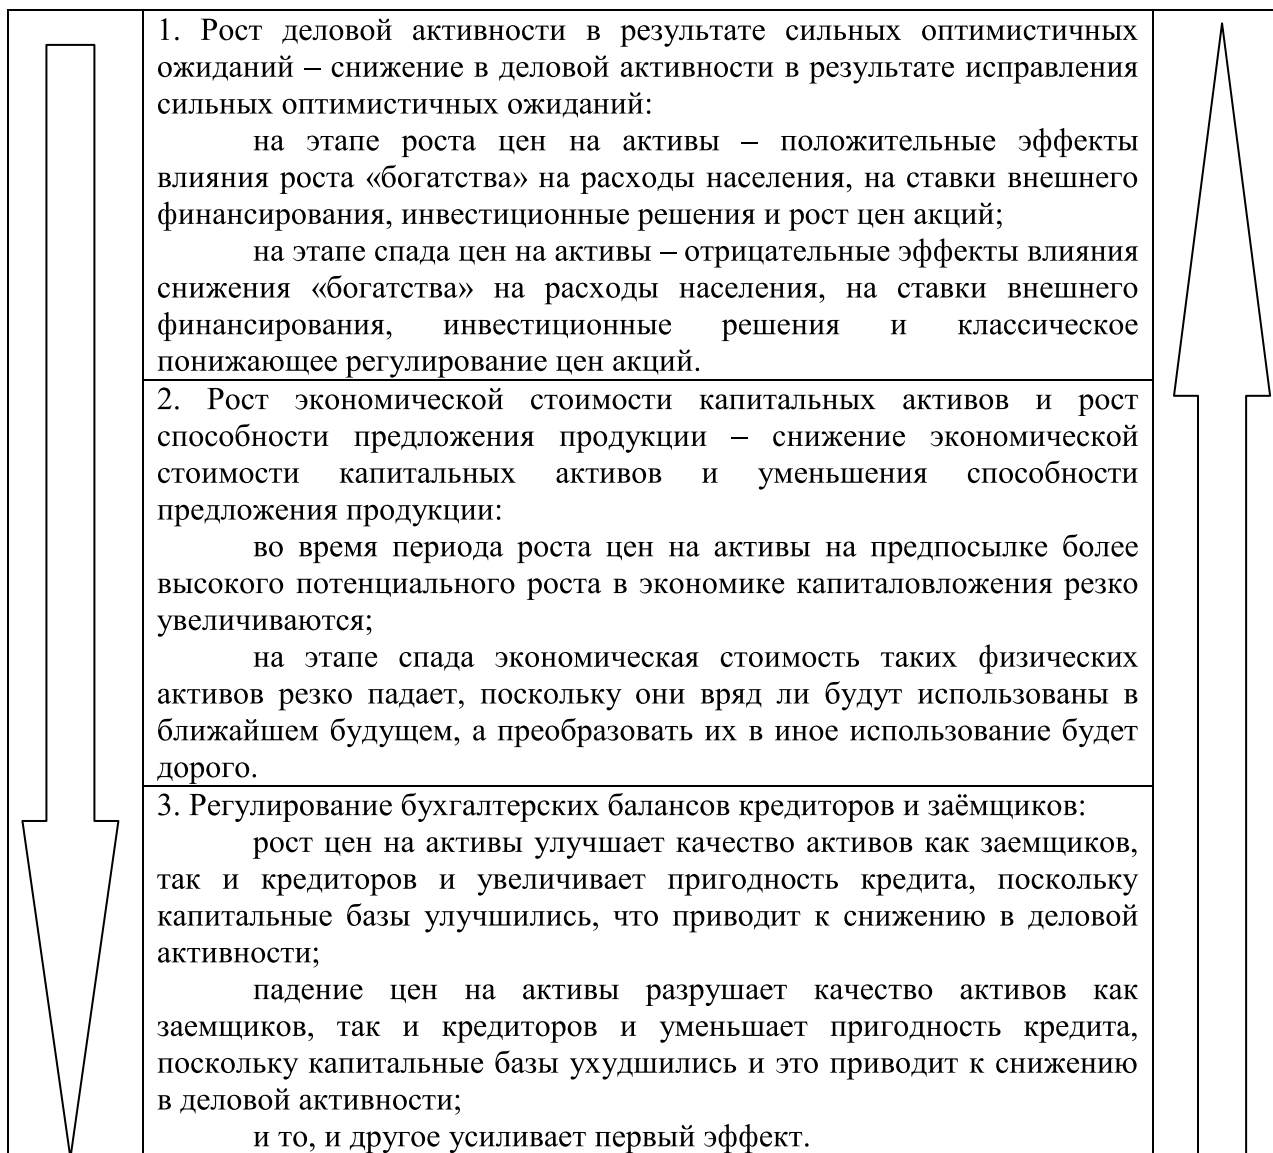 1. Рост деловой активности в результате сильных оптимистичных
ожиданий – снижение в деловой активности в результате исправления
сильных оптимистичных ожиданий:
на этапе роста цен на активы – положительные эффекты
влияния роста «богатства» на расходы населения, на ставки внешнего
финансирования, инвестиционные решения и рост цен акций;
на этапе спада цен на активы – отрицательные эффекты влияния
снижения «богатства» на расходы населения, на ставки внешнего
финансирования, инвестиционные решения и классическое
понижающее регулирование цен акций.
2. Рост экономической стоимости капитальных активов и рост
способности предложения продукции – снижение экономической
стоимости капитальных активов и уменьшения способности
предложения продукции:
во время периода роста цен на активы на предпосылке более
высокого потенциального роста в экономике капиталовложения резко
увеличиваются;
на этапе спада экономическая стоимость таких физических
активов резко падает, поскольку они вряд ли будут использованы в
ближайшем будущем, а преобразовать их в иное использование будет
дорого.
3. Регулирование бухгалтерских балансов кредиторов и заёмщиков:
рост цен на активы улучшает качество активов как заемщиков,
так и кредиторов и увеличивает пригодность кредита, поскольку
капитальные базы улучшились, что приводит к снижению в деловой
активности;
падение цен на активы разрушает качество активов как
заемщиков, так и кредиторов и уменьшает пригодность кредита,
поскольку капитальные базы ухудшились и это приводит к снижению
в деловой активности;
и то, и другое усиливает первый эффект.